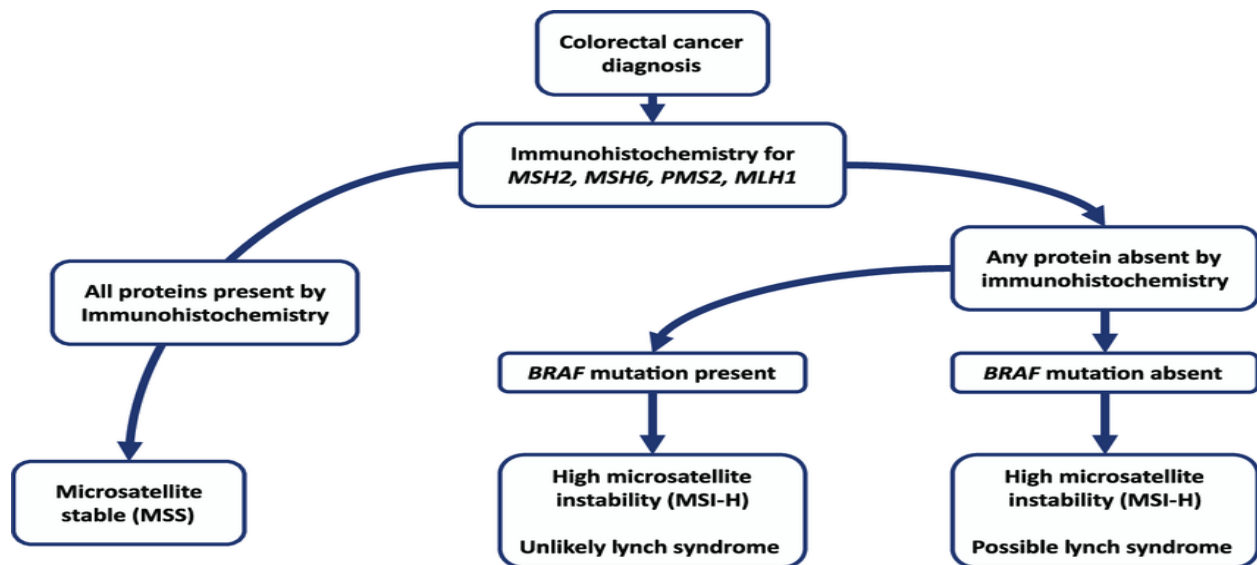 Colorectal cancer
diagnosis
Immunohistochemistry for
MSH2, MSH6, PMS2, MLH1
All proteins present by
Immunohistochemistry
Any protein absent by
immunohistochemistry
BRAF mutation present
BRAF mutation absent
Microsatellite
stable (MSS)
High microsatellite
instability (MSI-H)
Unlikely lynch syndrome
High microsatellite
instability (MSI-H)
Possible lynch syndrome